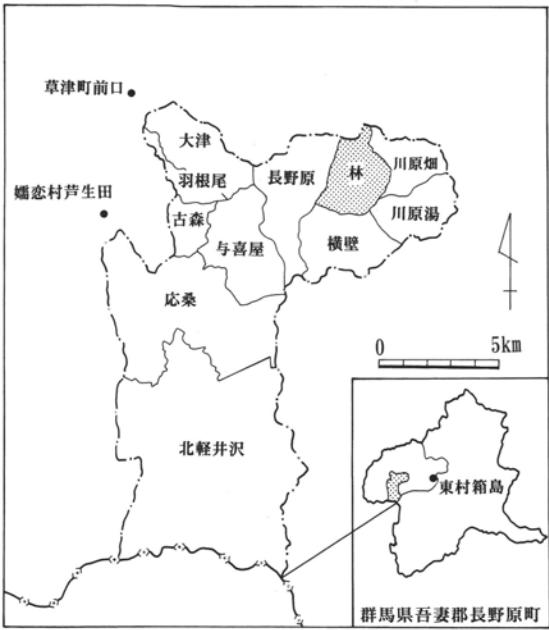 草津町前口
大津
羽根尾
長野原
林
川原畑
嬬恋村芦生田
古森
与喜屋
横壁
川原湯
応桑
0 5km
北軽井沢
東村箱島
群馬県吾妻郡長野原町